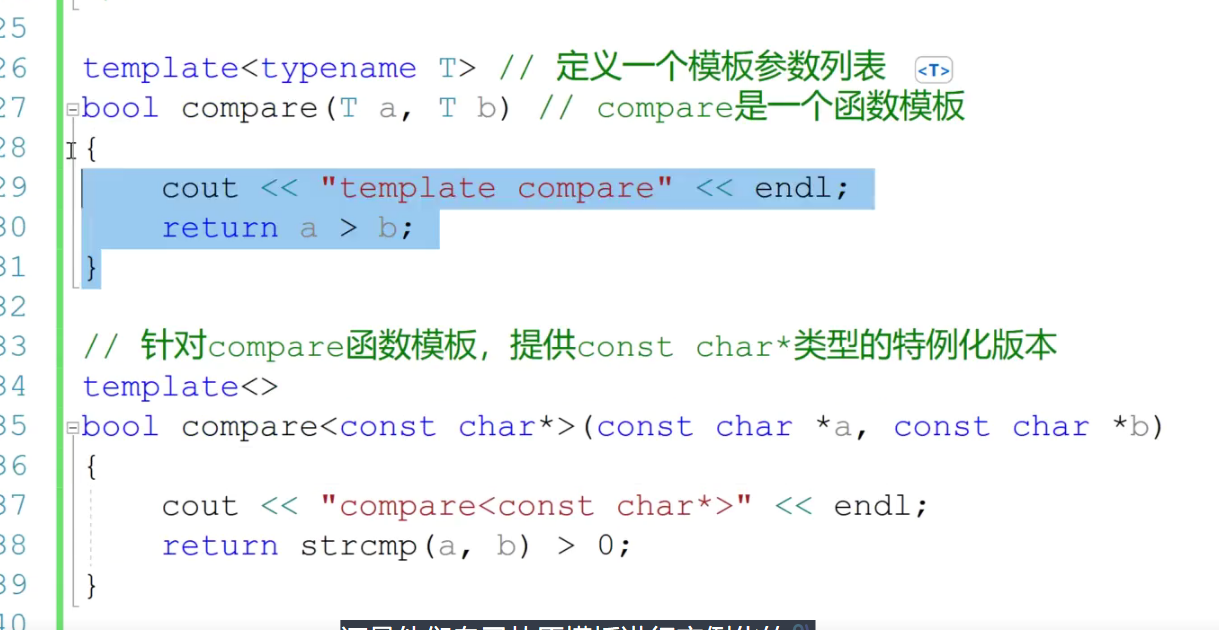 25
26 template<typename T> // 定义一个模板参数列表 <T>
27 bool compare(T a, T b) // compare是一个函数模板
28 {
29 cout << "template compare" << endl;
30 return a > b;
31 }
32
33 // 针对compare函数模板，提供const char*类型的特例化版本
34 template<>
35 bool compare<const char*>(const char *a, const char *b)
36 {
37 cout << "compare<const char*>" << endl;
38 return strcmp(a, b) > 0;
39 }
40